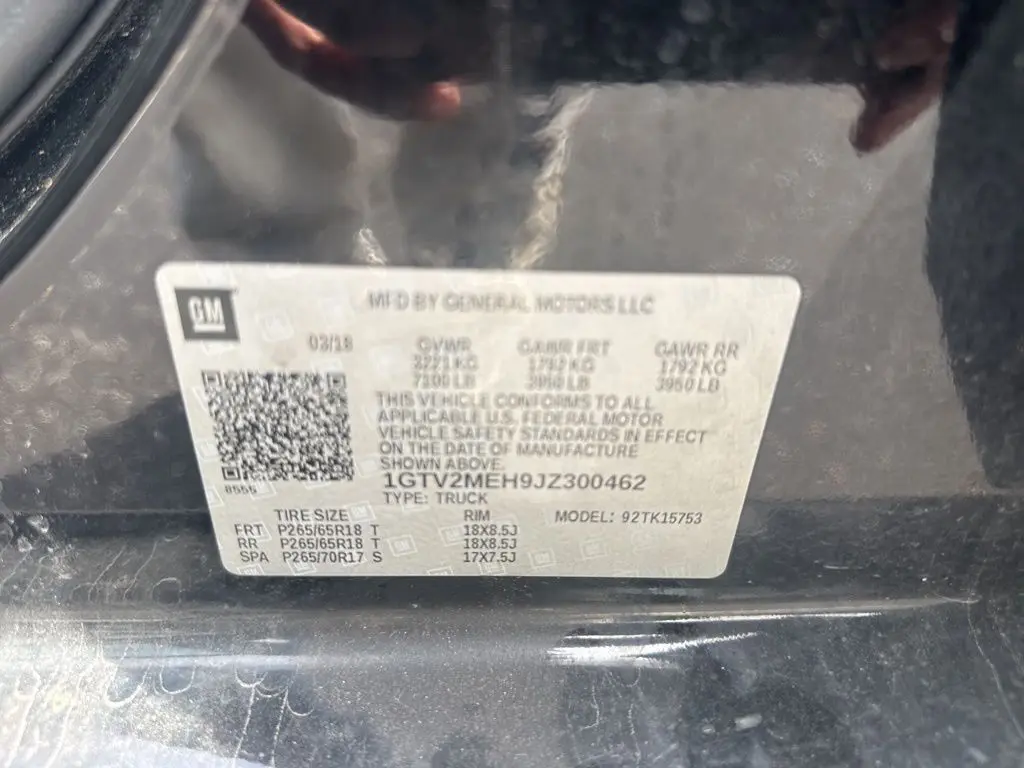 GM
MFD BY GENERAL MOTORS LLC
03/18 GVWR GAWR FRT GAWR RR
3221 KG 1792 KG 1792 KG
7100 LB 3950 LB 3950 LB
THIS VEHICLE CONFORMS TO ALL
APPLICABLE U.S. FEDERAL MOTOR
VEHICLE SAFETY STANDARDS IN EFFECT
ON THE DATE OF MANUFACTURE
SHOWN ABOVE.
8555
1GTV2MEH9JZ300462
TYPE: TRUCK
TIRE SIZE RIM MODEL: 92TK15753
FRT P265/65R18 T 18X8.5J
RR P265/65R18 T 18X8.5J
SPA P265/70R17 S 17X7.5J